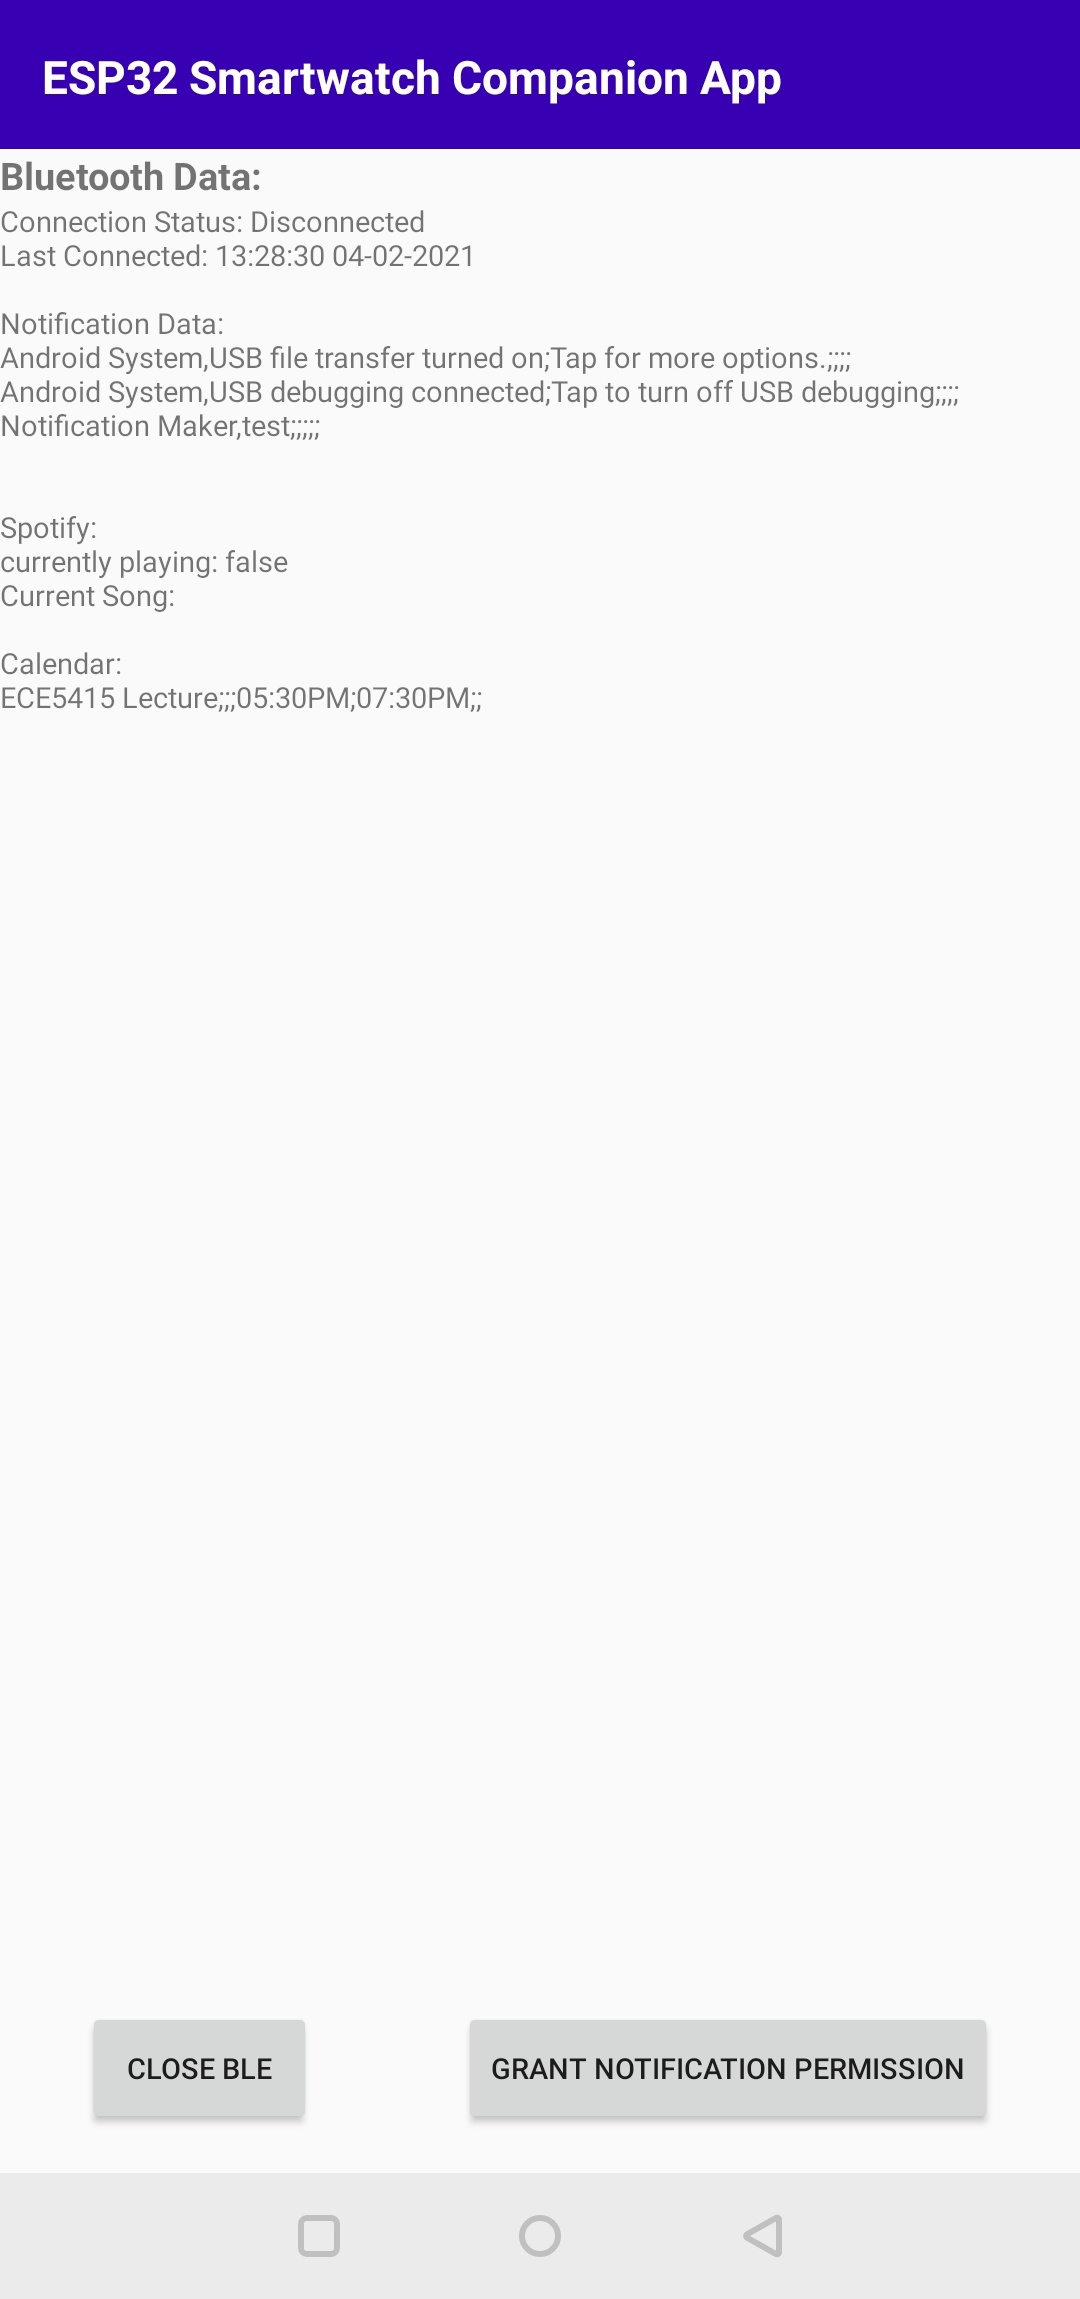 ESP32 Smartwatch Companion App
Bluetooth Data:
Connection Status: Disconnected
Last Connected: 13:28:30 04-02-2021
Notification Data:
Android System,USB file transfer turned on;Tap for more options.;;;;
Android System,USB debugging connected;Tap to turn off USB debugging;;;;
Notification Maker,test;;;;;
Spotify:
currently playing: false
Current Song:
Calendar:
ECE5415 Lecture;;;05:30PM;07:30PM;;
CLOSE BLE
GRANT NOTIFICATION PERMISSION